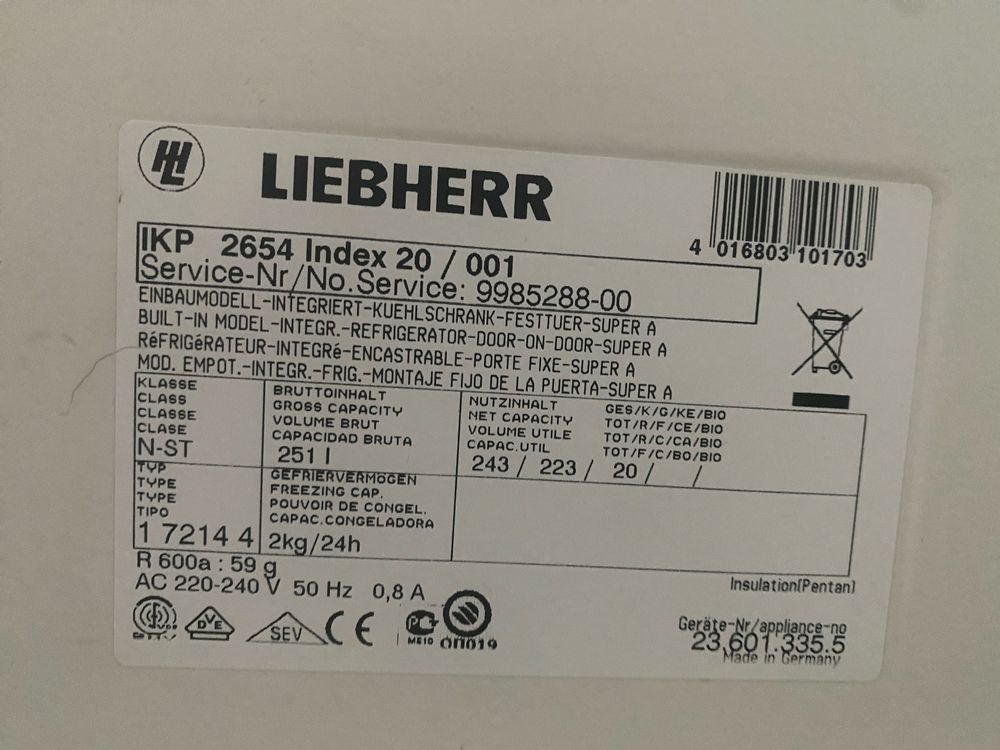 LIEBHERR
4 016803 101703
IKP 2654 Index 20 / 001
Service-Nr/No.Service: 9985288-00
EINBAUMODELL-INTEGRIERT-KUEHLSCHRANK-FESTTUER-SUPER A
BUILT-IN MODEL-INTEGR.-REFRIGERATOR-DOOR-ON-DOOR-SUPER A
RéFRIGéRATEUR-INTEGRé-ENCASTRABLE-PORTE FIXE-SUPER A
MOD. EMPOT.-INTEGR.-FRIG.-MONTAJE FIJO DE LA PUERTA-SUPER A
KLASSE
CLASS
CLASSE
CLASE
N-ST
BRUTTOINHALT
GROSS CAPACITY
VOLUME BRUT
CAPACIDAD BRUTA
251 l
NUTZINHALT GES/K/G/KE/BIO
NET CAPACITY TOT/R/F/CE/BIO
VOLUME UTILE TOT/R/C/CA/BIO
CAPAC.UTIL TOT/F/C/BO/BIO
243 / 223 / 20 / /
TYP
TYPE
TYPE
TIPO
1 7214 4
GEFRIERVERMöGEN
FREEZING CAP.
POUVOIR DE CONGEL.
CAPAC.CONGELADORA
2kg/24h
R 600a : 59 g
AC 220-240 V 50 Hz 0,8 A
Insulation(Pentan)
DVE
SEV
CE
ME10
Geräte-Nr/appliance-no
23.601.335.5
Made in Germany